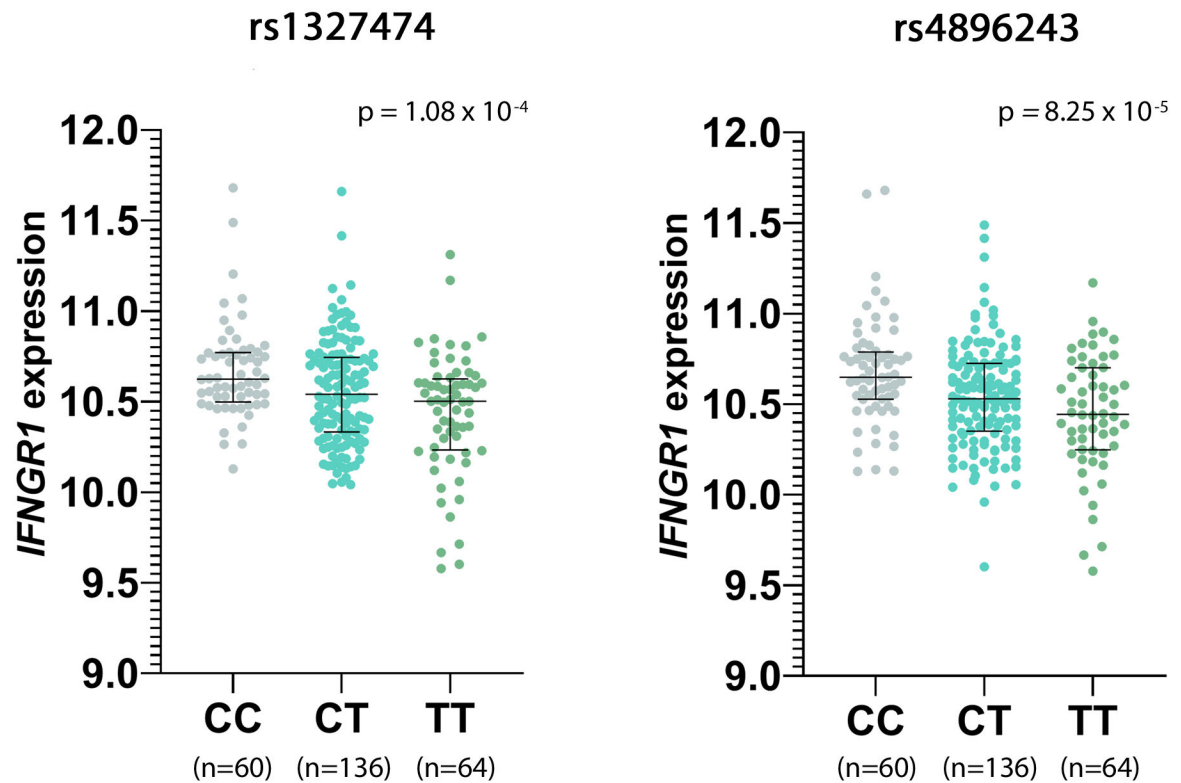 rs1327474
p = 1.08 x 10-4
IFNGR1 expression
12.0
11.5
11.0
10.5
10.0
9.5
9.0
CC CT TT
(n=60) (n=136) (n=64)
rs4896243
p = 8.25 x 10-5
IFNGR1 expression
12.0
11.5
11.0
10.5
10.0
9.5
9.0
CC CT TT
(n=60) (n=136) (n=64)